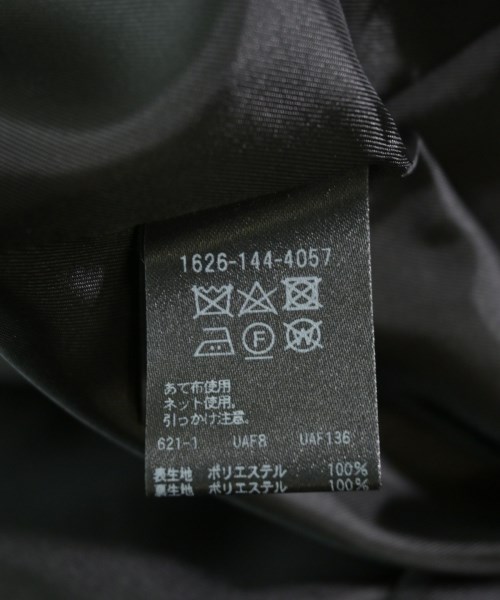 1626-144-4057
F W
あて布使用
ネット使用。
引っかけ注意。
621-1 UAF8 UAF136
表生地 ポリエステル 100%
裏生地 ポリエステル 100%